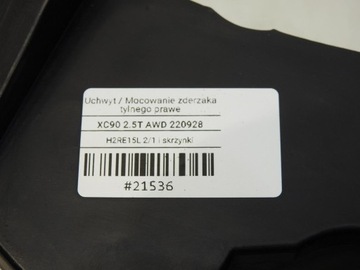 Uchwyt / Mocowanie zderzaka
tylnego prawe
XC90 2.5T AWD 220928
H2RE15L 2/1 i skrzynki
#21536